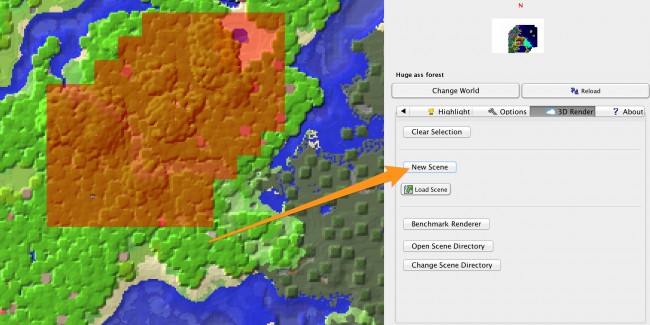 N
Huge ass forest
Change World
Reload
Highlight
Options
3D Render
About
Clear Selection
New Scene
Load Scene
Benchmark Renderer
Open Scene Directory
Change Scene Directory